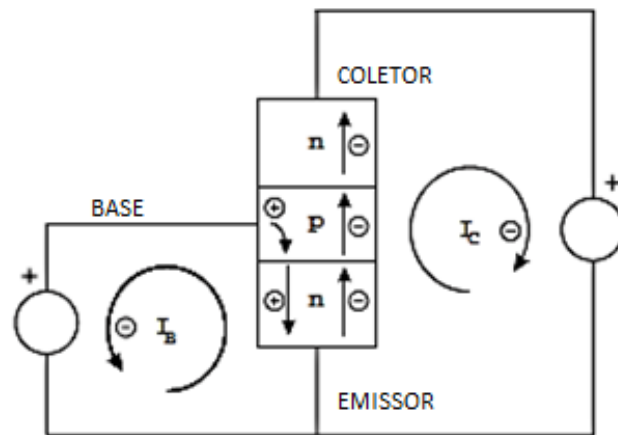 COLETOR
n
-
+
BASE
+
p
-
I_C
-
+
+
n
-
-
I_B
EMISSOR